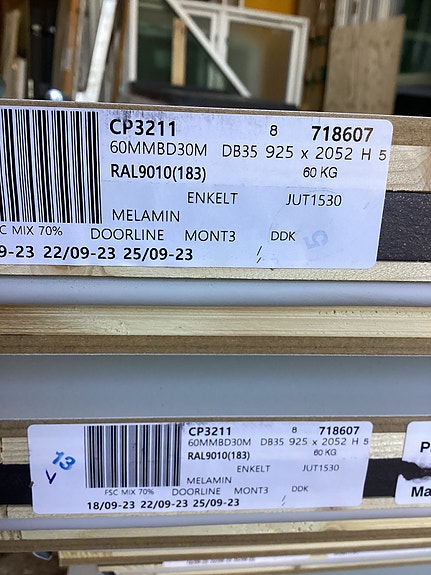 CP3211 8 718607
60MMBD30M DB35 925 x 2052 H 5
RAL9010(183) 60 KG
ENKELT JUT1530
MELAMIN
C MIX 70% DOORLINE MONT3 DDK
9-23 22/09-23 25/09-23
13
CP3211 8 718607
60MMBD30M DB35 925 x 2052 H 5
RAL9010(183) 60 KG
ENKELT JUT1530
MELAMIN
FSC MIX 70% DOORLINE MONT3 DDK
18/09-23 22/09-23 25/09-23
P
Ma